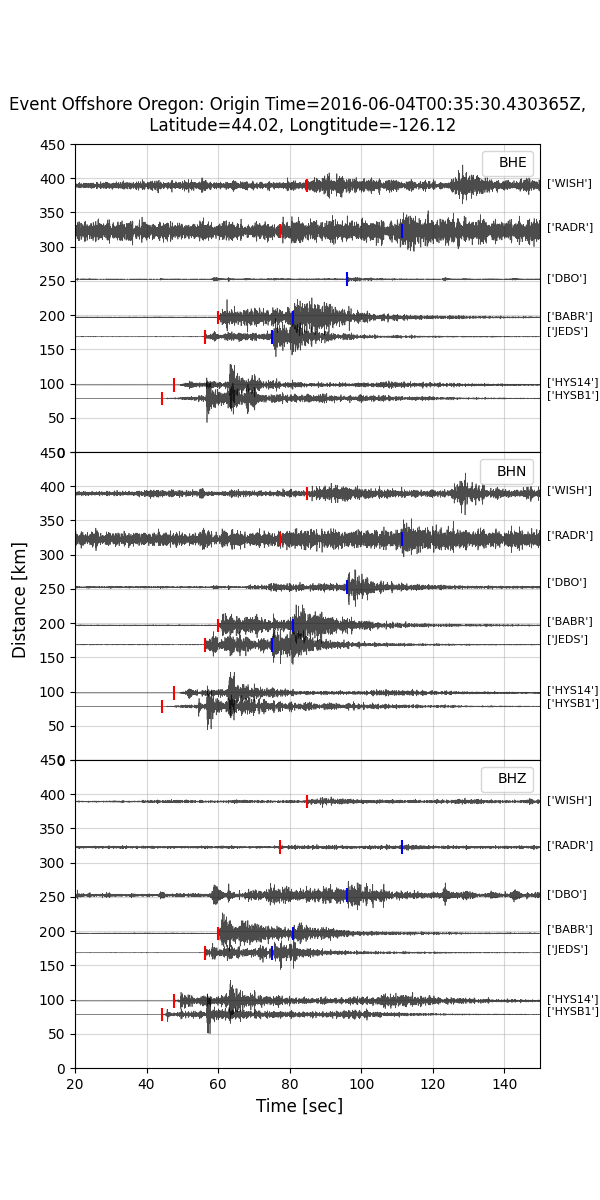 Event Offshore Oregon: Origin Time=2016-06-04T00:35:30.430365Z,
Latitude=44.02, Longtitude=-126.12
450
BHE
400
['WISH']
350
['RADR']
300
['DBO']
250
200
['BABR']
['JEDS']
150
100
['HYS14']
['HYSB1']
50
0
450
BHN
400
['WISH']
350
['RADR']
300
['DBO']
250
200
['BABR']
['JEDS']
150
100
['HYS14']
['HYSB1']
50
0
Distance [km]
450
BHZ
400
['WISH']
350
['RADR']
300
['DBO']
250
200
['BABR']
['JEDS']
150
100
['HYS14']
['HYSB1']
50
0
20 40 60 80 100 120 140
Time [sec]